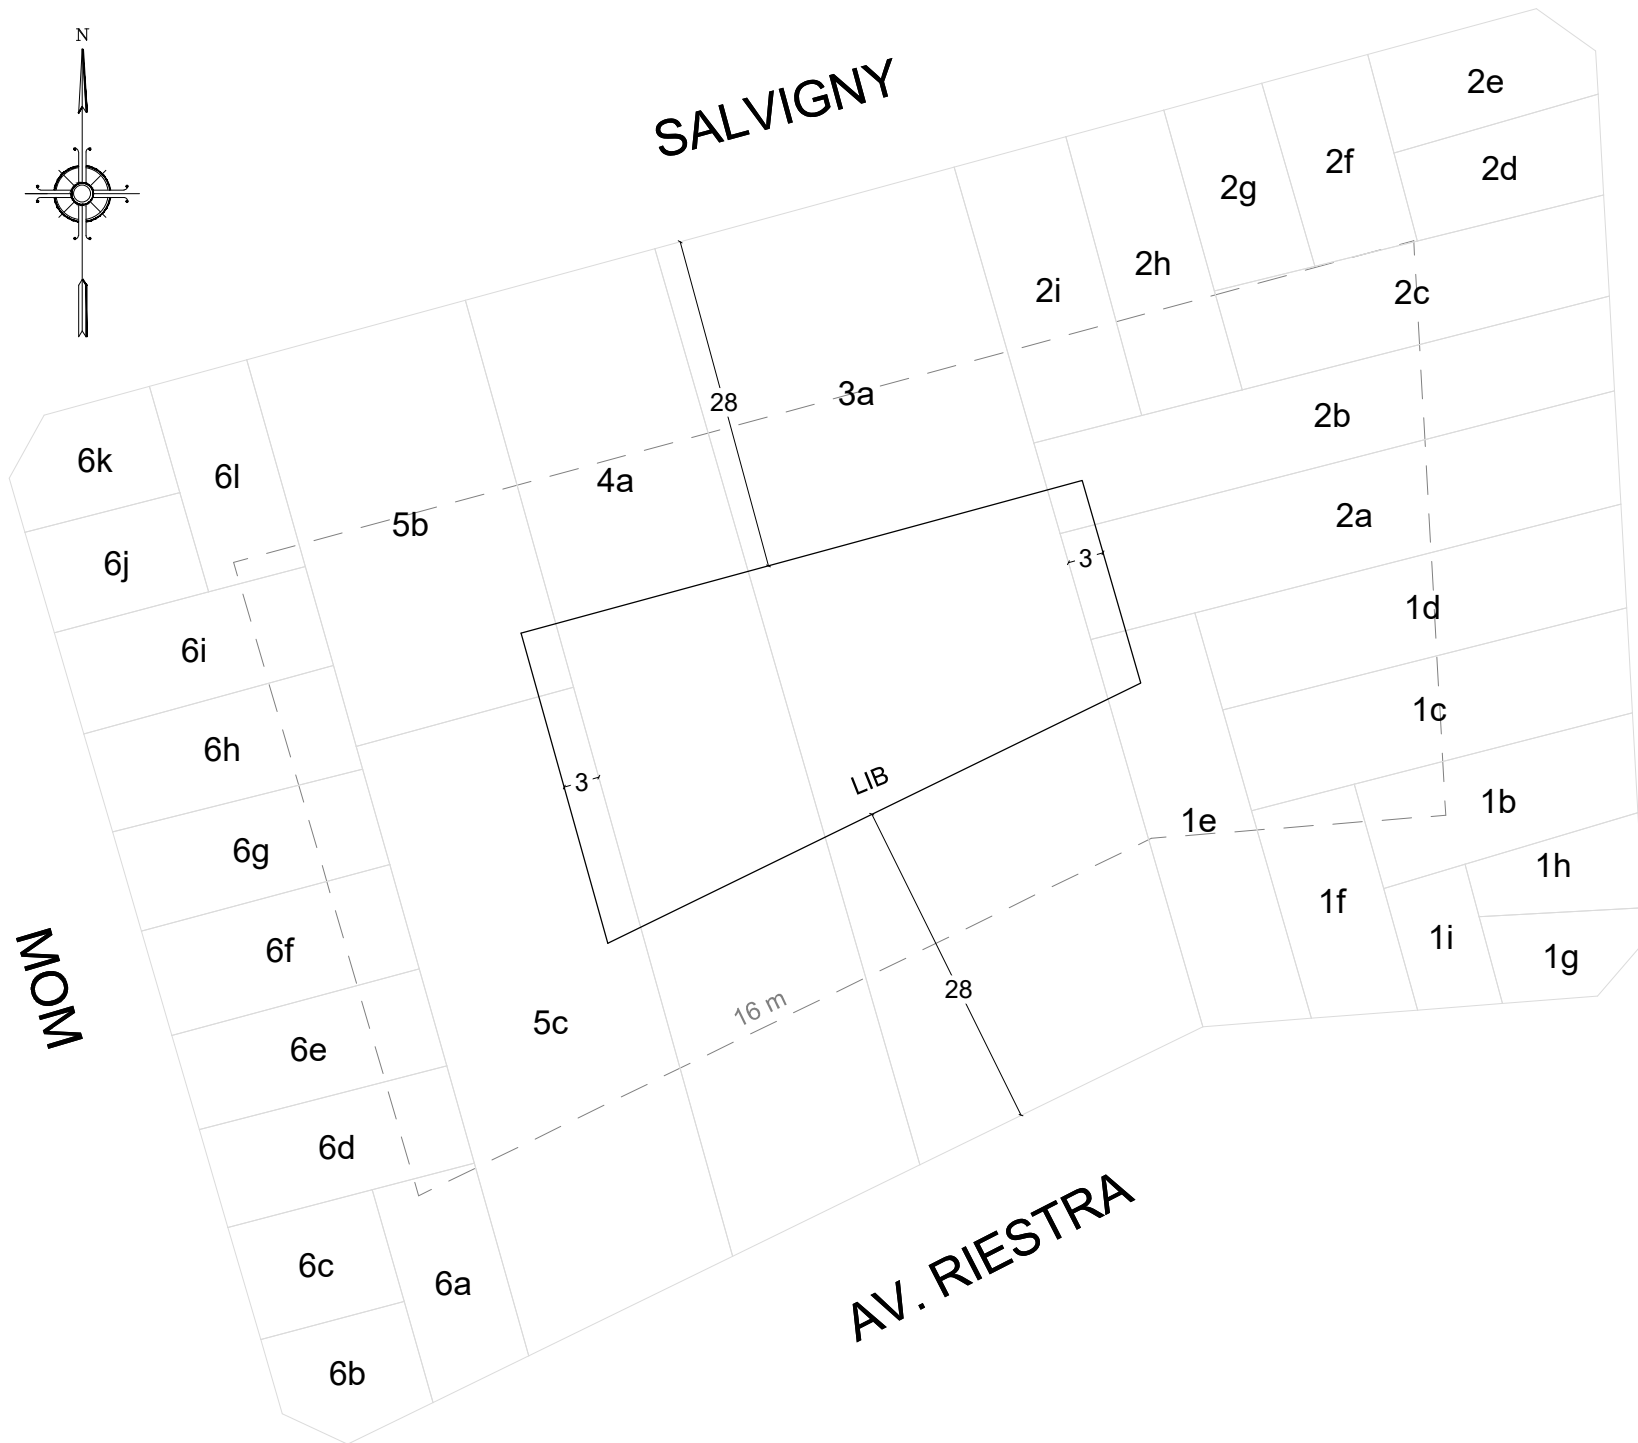 N
SALVIGNY
2e
2f
2d
2g
2h
2i
2c
28
3a
2b
6k
6l
4a
5b
2a
6j
3
1d
6i
1c
6h
LIB
3
1b
1e
6g
1h
1f
6f
1i
1g
28
MOM
16 m
5c
6e
6d
AV. RIESTRA
6c
6a
6b